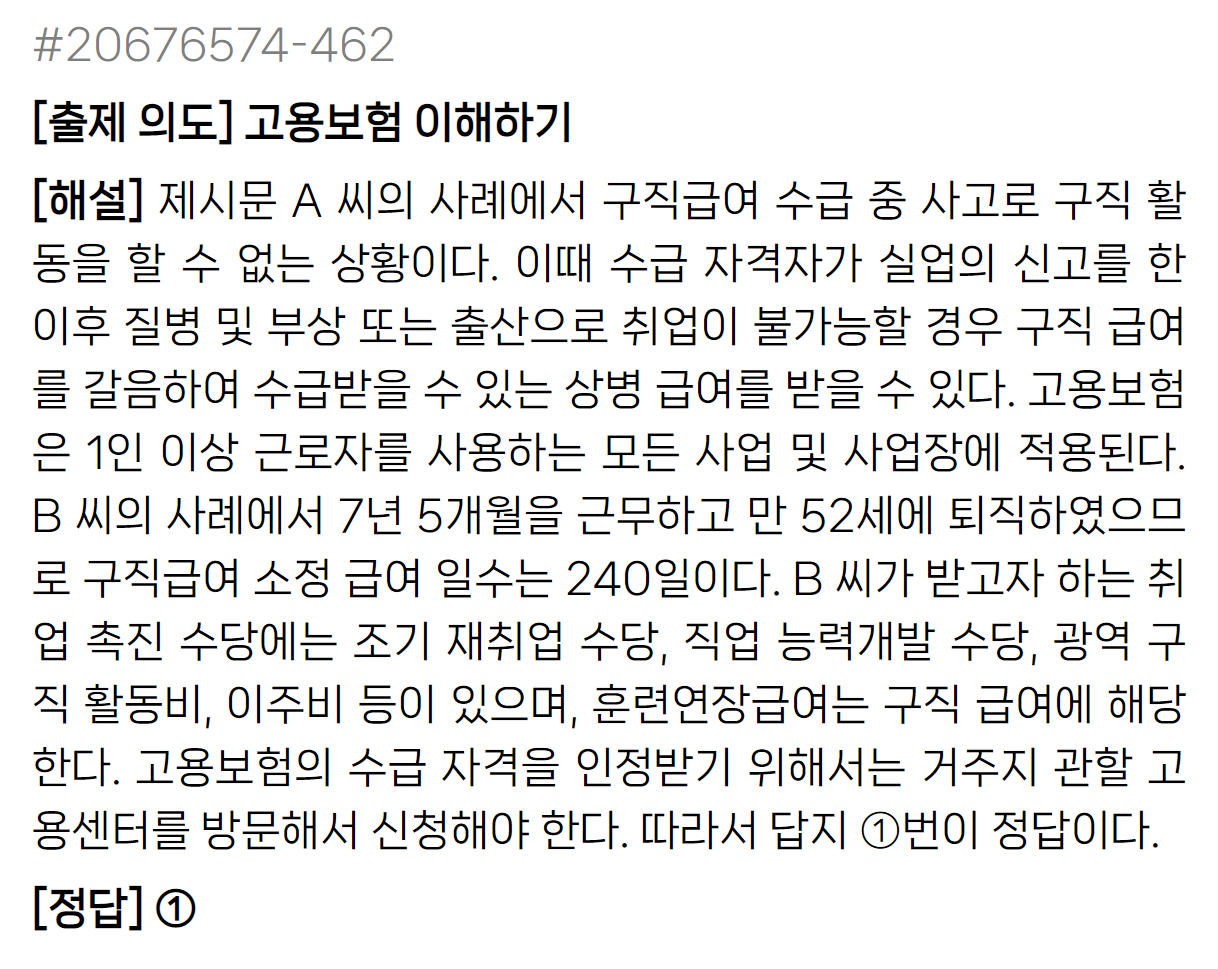 #20676574-462
[출제 의도] 고용보험 이해하기
[해설] 제시문 A 씨의 사례에서 구직급여 수급 중 사고로 구직 활
동을 할 수 없는 상황이다. 이때 수급 자격자가 실업의 신고를 한
이후 질병 및 부상 또는 출산으로 취업이 불가능할 경우 구직 급여
를 갈음하여 수급받을 수 있는 상병 급여를 받을 수 있다. 고용보험
은 1인 이상 근로자를 사용하는 모든 사업 및 사업장에 적용된다.
B 씨의 사례에서 7년 5개월을 근무하고 만 52세에 퇴직하였으므
로 구직급여 소정 급여 일수는 240일이다. B 씨가 받고자 하는 취
업 촉진 수당에는 조기 재취업 수당, 직업 능력개발 수당, 광역 구
직 활동비, 이주비 등이 있으며, 훈련연장급여는 구직 급여에 해당
한다. 고용보험의 수급 자격을 인정받기 위해서는 거주지 관할 고
용센터를 방문해서 신청해야 한다. 따라서 답지 ①번이 정답이다.
[정답] ①